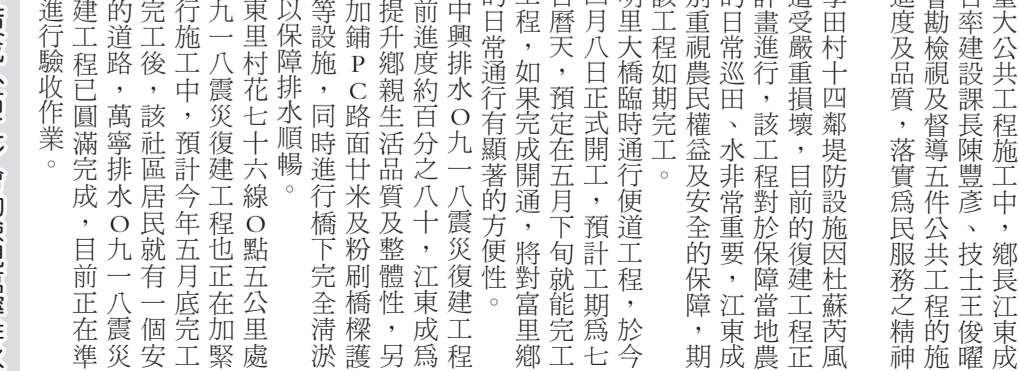 重大公共工程施工中，鄉長江東成
率建設課長陳豐彥、技士王俊曜
勘檢視及督導五件公共工程的施
進度及品質，落實為民服務之精神
田村十四鄰堤防設施因杜蘇芮風
遭受嚴重損壞，目前的復建工程正
計畫進行，該工程對於保障當地農
的日常巡田、水非常重要，江東成
別重視農民權益及安全的保障，期
該工程如期完工。
明里大橋臨時通行便道工程，於今
四月八日正式開工，預計工期為七
日曆天，預定在五月下旬就能完工
程，如果完成開通，將對富里鄉
的日常通行有顯著的方便性。
中興排水０九一八震災復建工程
前進度約百分之八十，江東成為
提升鄉親生活品質及整體性，另
加鋪ＰＣ路面廿米及粉刷橋樑護
等設施，同時進行橋下完全清淤
以保障排水順暢。
東里村花七十六線０點五公里處
九一八震災復建工程也正在加緊
行施工中，預計今年五月底完工
完工後，該社區居民就有一個安
的道路，萬寧排水０九一八震災
建工程已圓滿完成，目前正在準
進行驗收作業。